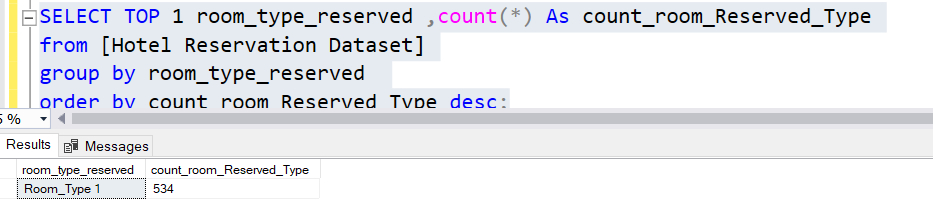 SELECT TOP 1 room_type_reserved ,count(*) As count_room_Reserved_Type
from [Hotel Reservation Dataset]
group by room_type_reserved
order by count_room_Reserved_Type desc;
5 %
Results Messages
room_type_reserved count_room_Reserved_Type
Room_Type 1 534